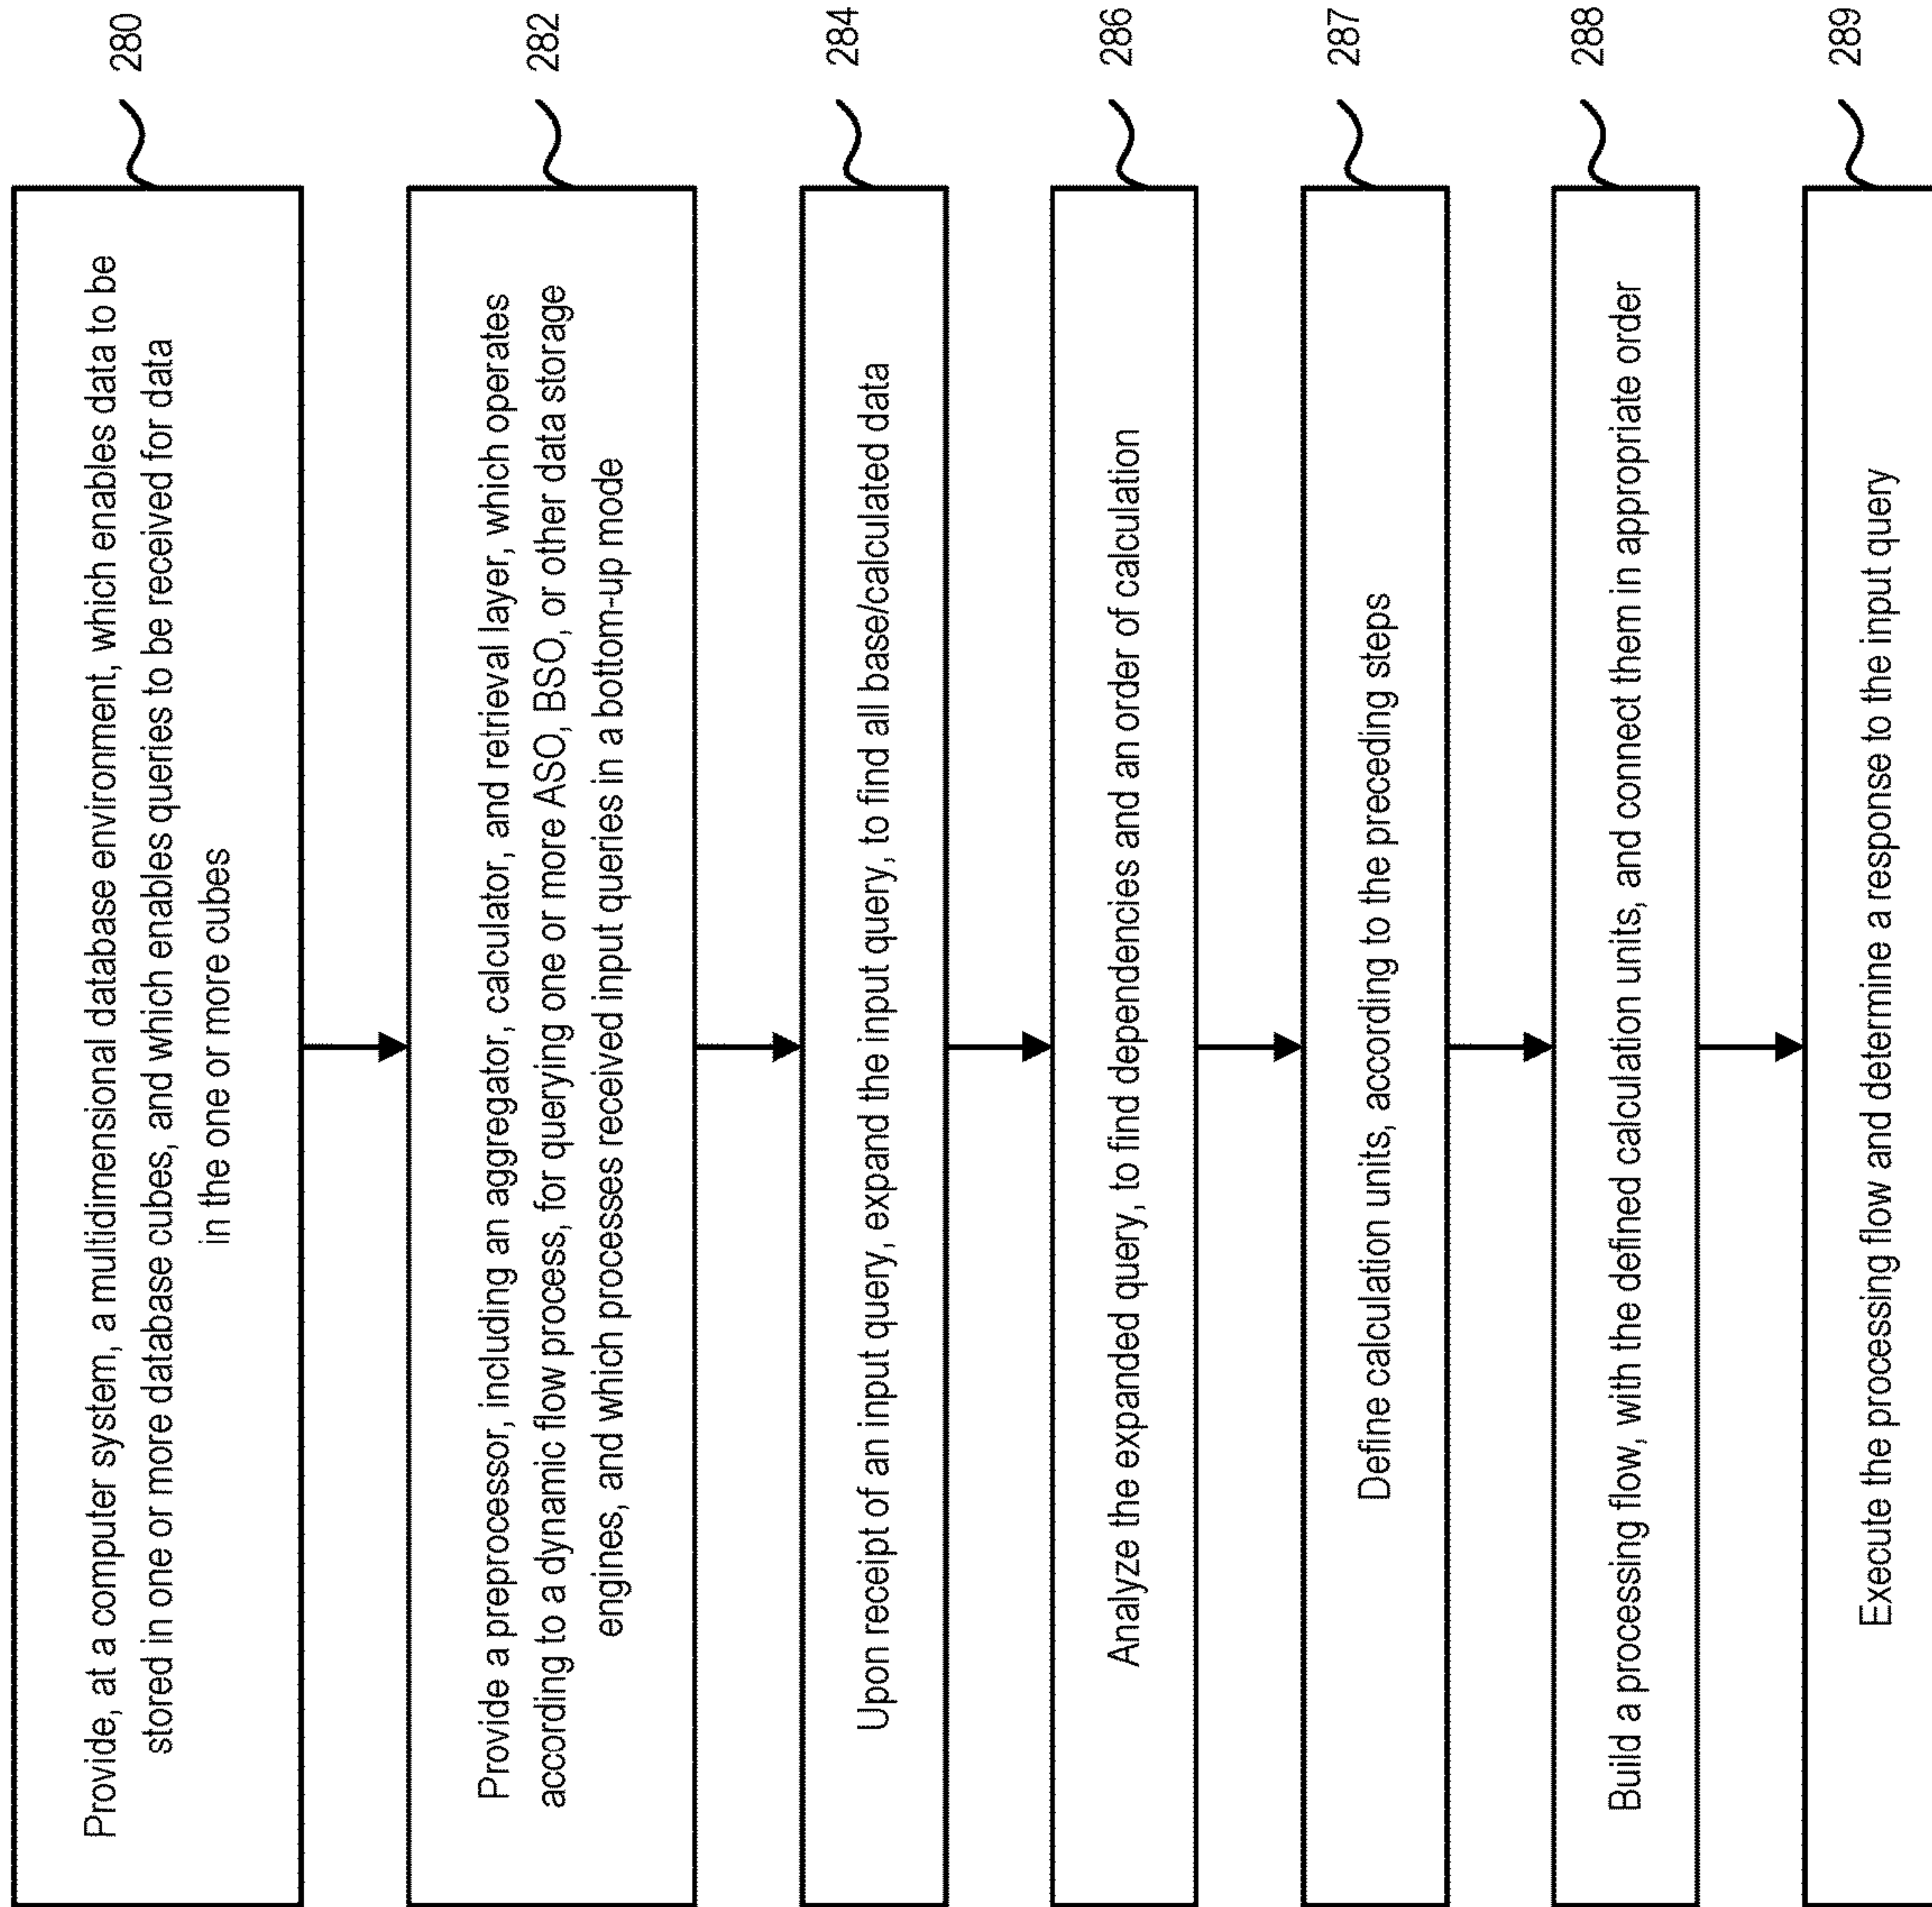 Provide, at a computer system, a multidimensional database environment, which enables data to be
stored in one or more database cubes, and which enables queries to be received for data
in the one or more cubes
280
Provide a preprocessor, including an aggregator, calculator, and retrieval layer, which operates
according to a dynamic flow process, for querying one or more ASO, BSO, or other data storage
engines, and which processes received input queries in a bottom-up mode
282
Upon receipt of an input query, expand the input query, to find all base/calculated data
284
Analyze the expanded query, to find dependencies and an order of calculation
286
Define calculation units, according to the preceding steps
287
Build a processing flow, with the defined calculation units, and connect them in appropriate order
288
Execute the processing flow and determine a response to the input query
289